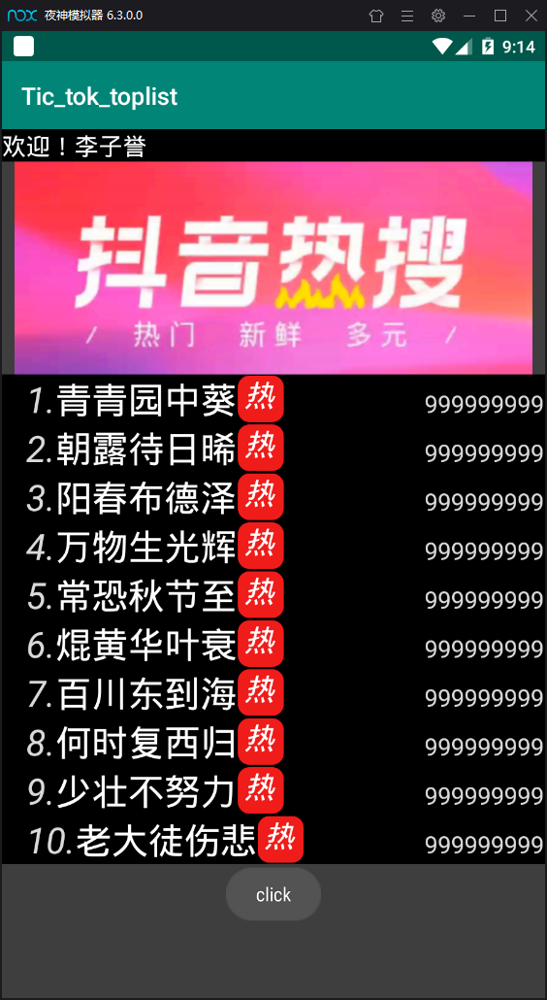 nox 夜神模拟器 6.3.0.0
9:14
Tic_tok_toplist
欢迎！李子誉
抖音热搜
/ 热门 新鲜 多元 /
1.青青园中葵 热 999999999
2.朝露待日晞 热 999999999
3.阳春布德泽 热 999999999
4.万物生光辉 热 999999999
5.常恐秋节至 热 999999999
6.焜黄华叶衰 热 999999999
7.百川东到海 热 999999999
8.何时复西归 热 999999999
9.少壮不努力 热 999999999
10.老大徒伤悲 热 999999999
click